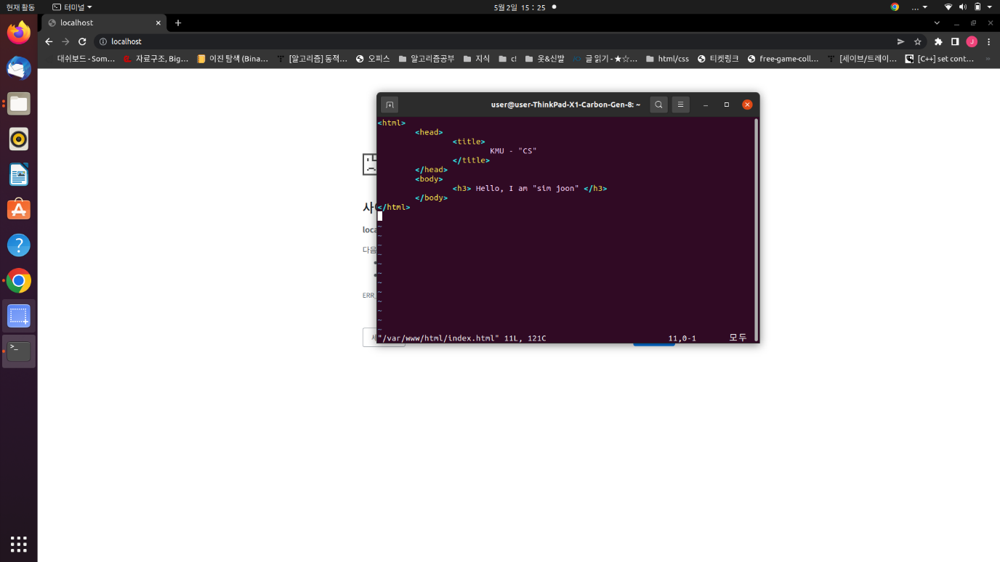 현재 활동
터미널
5월 2일 15 : 25
...
localhost
localhost
대쉬보드 - Som…
자료구조, Big…
이진 탐색 (Bina…
[알고리즘] 동적…
오피스
알고리즘공부
지식
c!
옷&신발
글 읽기 - ★☆…
html/css
티켓링크
free-game-coll…
[세이브/트레이…
[C++] set cont…
»
J
user@user-ThinkPad-X1-Carbon-Gen-8: ~
<html>
<head>
<title>
KMU - "CS"
</title>
</head>
<body>
<h3> Hello, I am "sim joon" </h3>
</body>
</html>
~
~
~
~
~
~
~
~
~
~
~
~
"/var/www/html/index.html" 11L, 121C 11,0-1 모두
다음